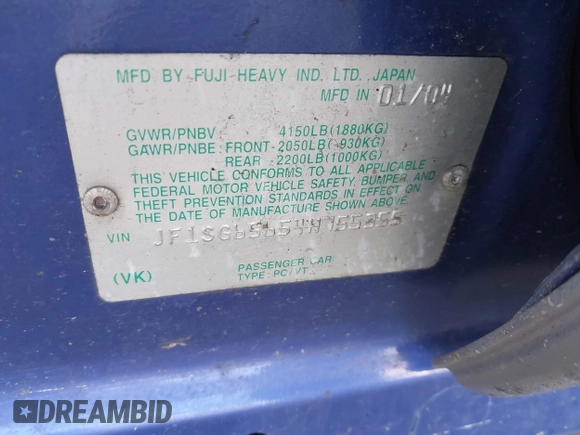 MFD BY FUJI HEAVY IND. LTD. JAPAN
MFD IN 01/04
GVWR/PNBV 4150LB(1880KG)
GAWR/PNBE: FRONT-2050LB( 930KG)
REAR -2200LB(1000KG)
THIS VEHICLE CONFORMS TO ALL APPLICABLE
FEDERAL MOTOR VEHICLE SAFETY, BUMPER AND
THEFT PREVENTION STANDARDS IN EFFECT ON
THE DATE OF MANUFACTURE SHOWN ABOVE.
VIN
(VK)
PASSENGER CAR
TYPE: PC/VT
DREAMBID